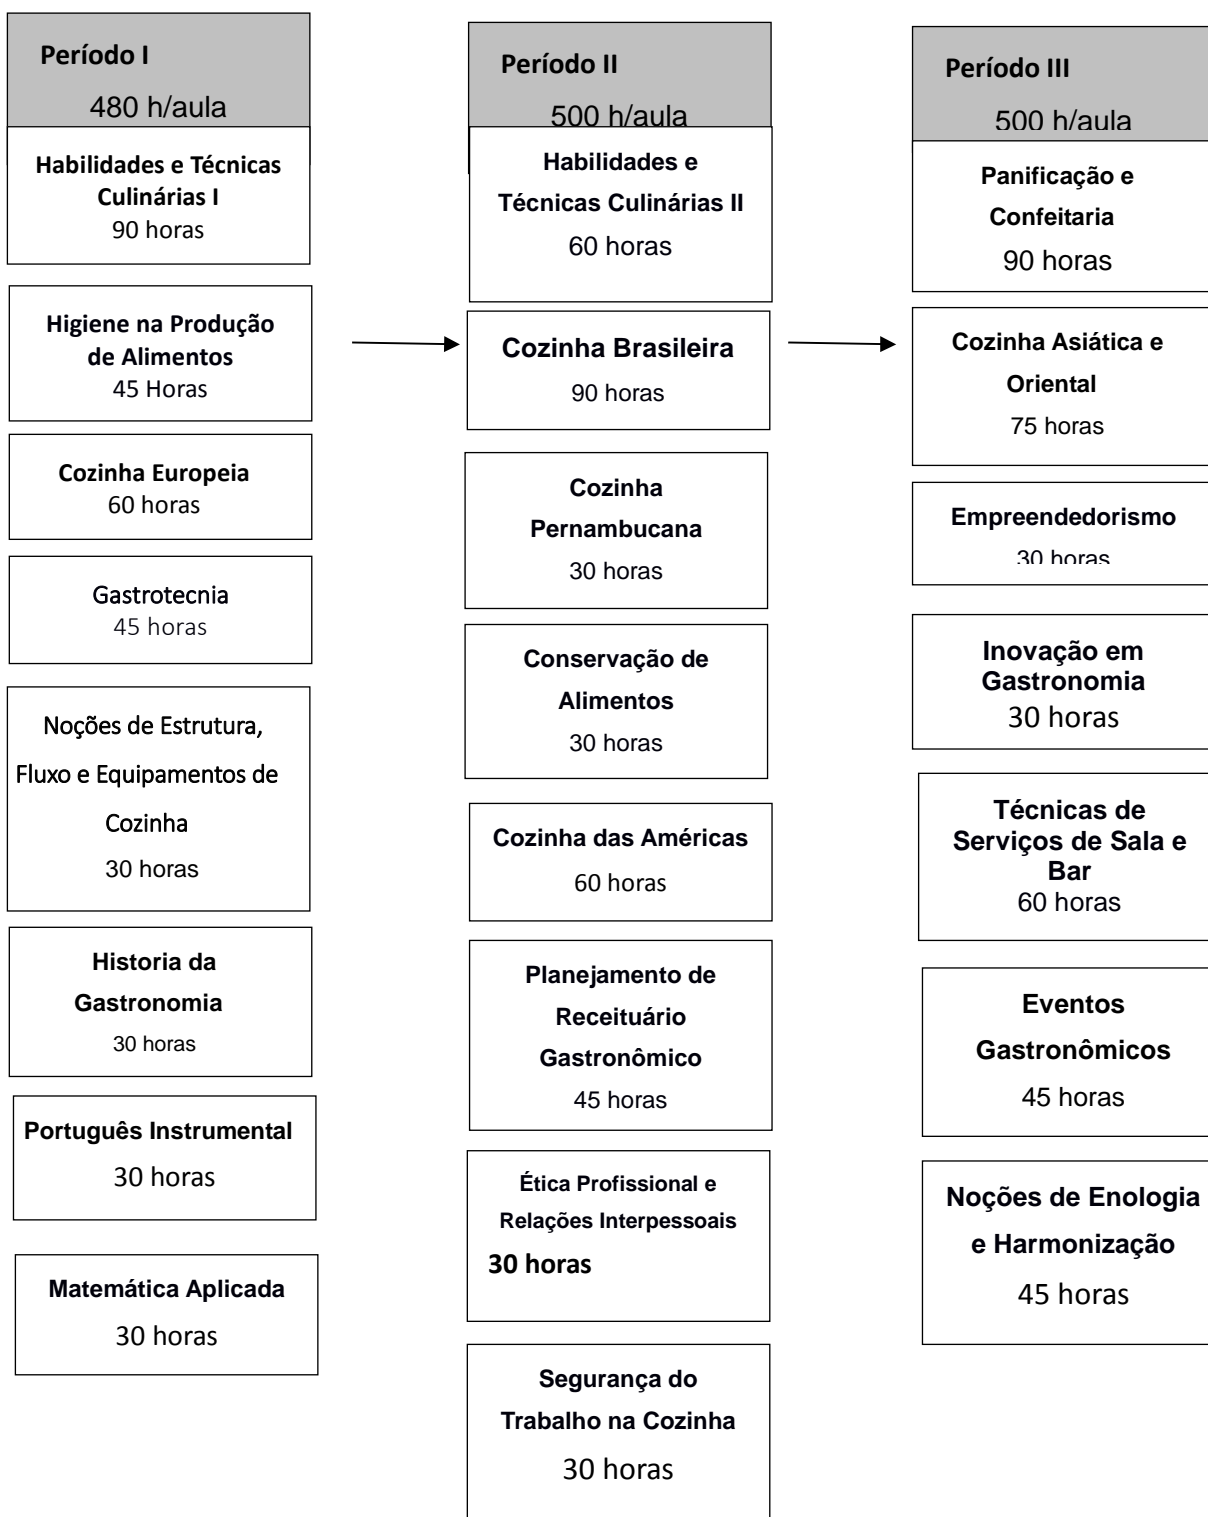 Período I
480 h/aula
Habilidades e Técnicas
Culinárias I
90 horas
Higiene na Produção
de Alimentos
45 Horas
Cozinha Europeia
60 horas
Gastrotecnia
45 horas
Noções de Estrutura,
Fluxo e Equipamentos de
Cozinha
30 horas
Historia da
Gastronomia
30 horas
Português Instrumental
30 horas
Matemática Aplicada
30 horas
Período II
500 h/aula
Habilidades e
Técnicas Culinárias II
60 horas
Cozinha Brasileira
90 horas
Cozinha
Pernambucana
30 horas
Conservação de
Alimentos
30 horas
Cozinha das Américas
60 horas
Planejamento de
Receituário
Gastronômico
45 horas
Ética Profissional e
Relações Interpessoais
30 horas
Segurança do
Trabalho na Cozinha
30 horas
Período III
500 h/aula
Panificação e
Confeitaria
90 horas
Cozinha Asiática e
Oriental
75 horas
Empreendedorismo
30 horas
Inovação em
Gastronomia
30 horas
Técnicas de
Serviços de Sala e
Bar
60 horas
Eventos
Gastronômicos
45 horas
Noções de Enologia
e Harmonização
45 horas